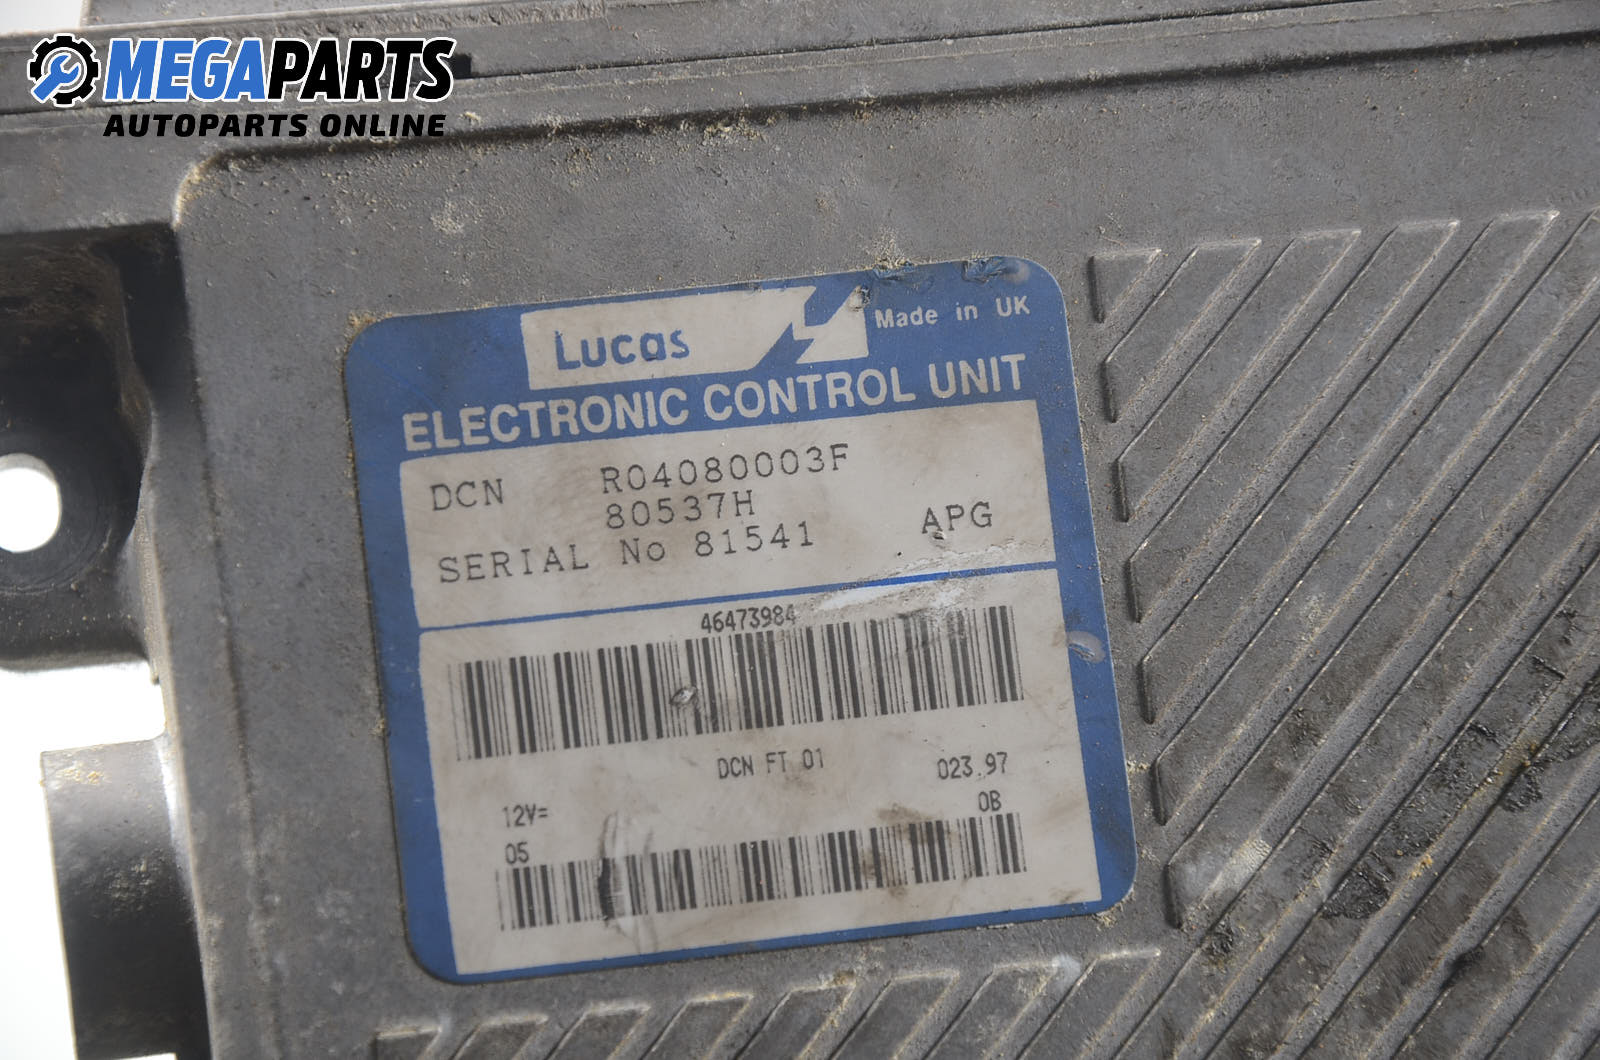 MEGAPARTS
AUTOPARTS ONLINE
Lucas
Made in UK
ELECTRONIC CONTROL UNIT
DCN R04080003F
80537H
SERIAL No 81541 APG
46473984
DCN FT 01 023.97
12V= 0B
05